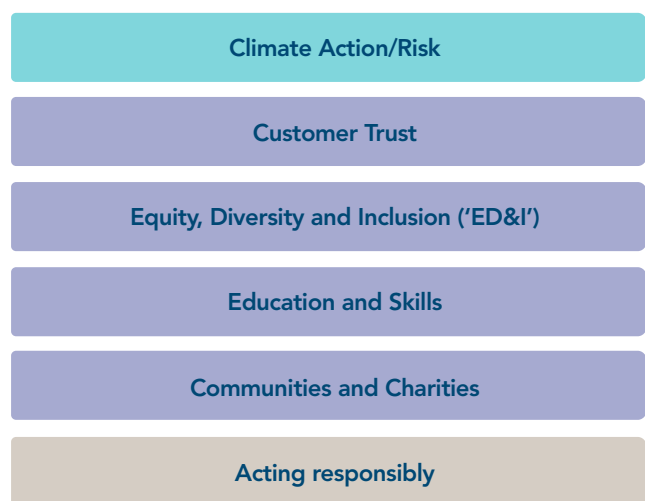 Climate Action/Risk
Customer Trust
Equity, Diversity and Inclusion (‘ED&I’)
Education and Skills
Communities and Charities
Acting responsibly